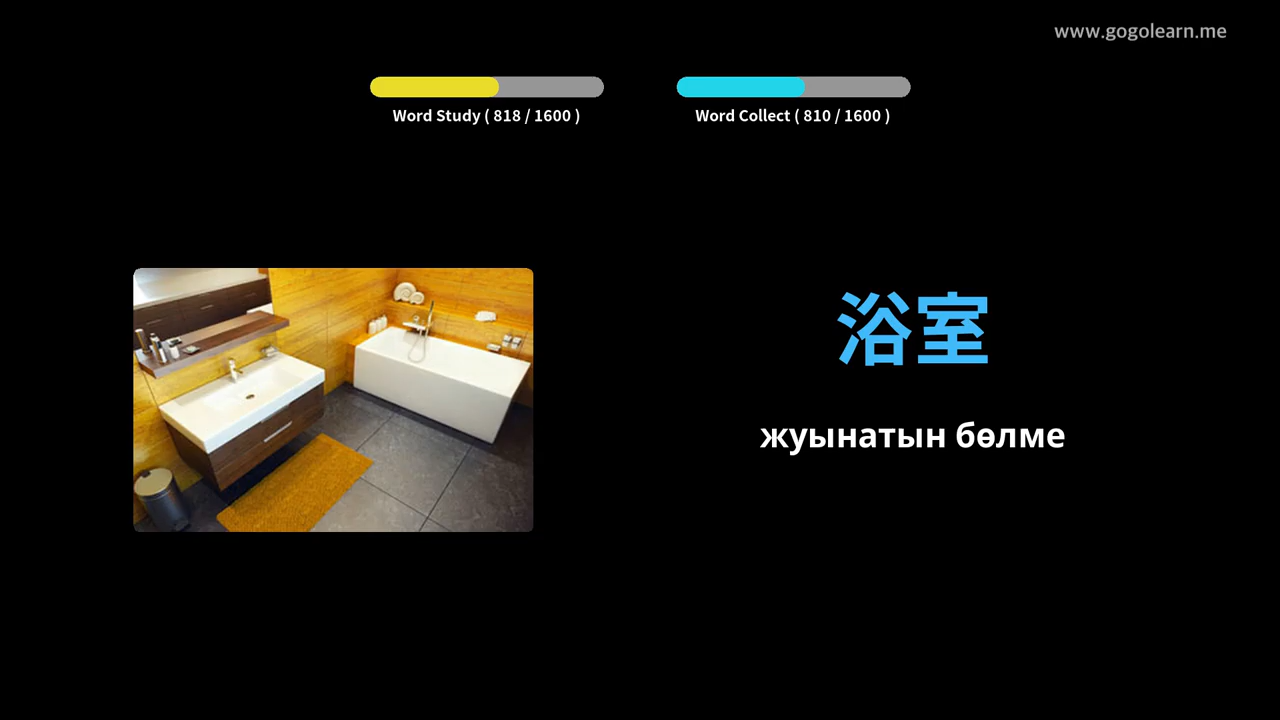 www.gogolearn.me
Word Study ( 818 / 1600 )
Word Collect ( 810 / 1600 )
浴室
жуынатын бөлме